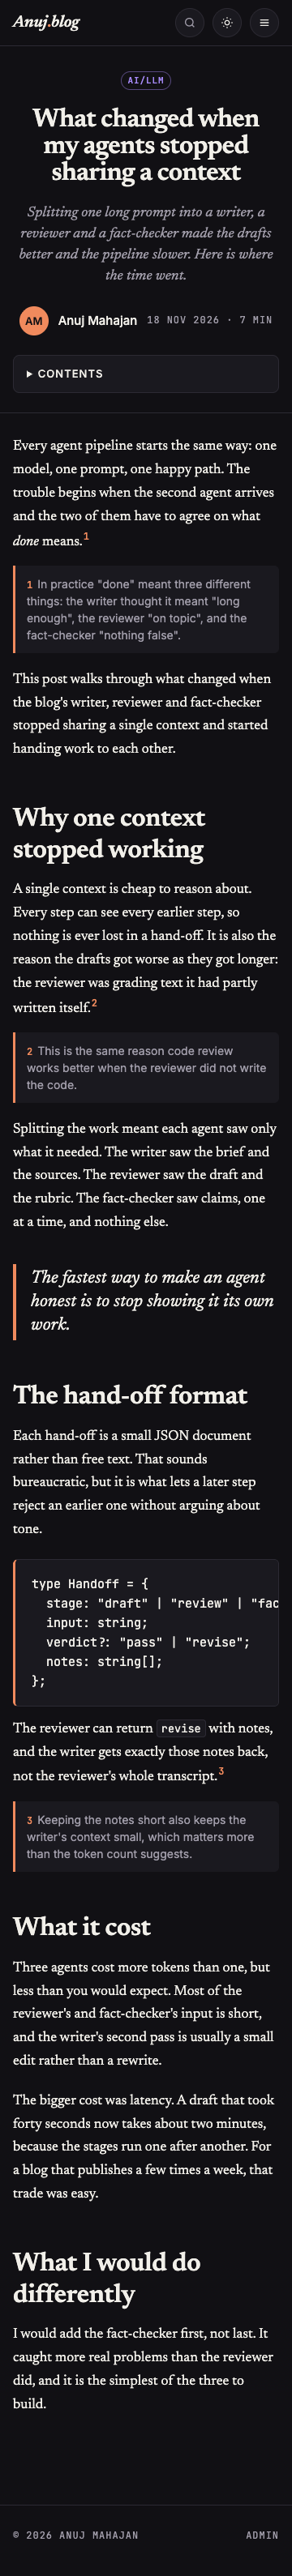 Anuj.blog
AI/LLM
What changed when
my agents stopped
sharing a context
Splitting one long prompt into a writer, a
reviewer and a fact-checker made the drafts
better and the pipeline slower. Here is where
the time went.
AM Anuj Mahajan 18 NOV 2026 · 7 MIN
▶ CONTENTS
Every agent pipeline starts the same way: one
model, one prompt, one happy path. The
trouble begins when the second agent arrives
and the two of them have to agree on what
done means.1
1 In practice "done" meant three different
things: the writer thought it meant "long
enough", the reviewer "on topic", and the
fact-checker "nothing false".
This post walks through what changed when
the blog's writer, reviewer and fact-checker
stopped sharing a single context and started
handing work to each other.
Why one context
stopped working
A single context is cheap to reason about.
Every step can see every earlier step, so
nothing is ever lost in a hand-off. It is also the
reason the drafts got worse as they got longer:
the reviewer was grading text it had partly
written itself.2
2 This is the same reason code review
works better when the reviewer did not write
the code.
Splitting the work meant each agent saw only
what it needed. The writer saw the brief and
the sources. The reviewer saw the draft and
the rubric. The fact-checker saw claims, one
at a time, and nothing else.
The fastest way to make an agent
honest is to stop showing it its own
work.
The hand-off format
Each hand-off is a small JSON document
rather than free text. That sounds
bureaucratic, but it is what lets a later step
reject an earlier one without arguing about
tone.
type Handoff = {
stage: "draft" | "review" | "fac
input: string;
verdict?: "pass" | "revise";
notes: string[];
};
The reviewer can return revise with notes,
and the writer gets exactly those notes back,
not the reviewer's whole transcript.3
3 Keeping the notes short also keeps the
writer's context small, which matters more
than the token count suggests.
What it cost
Three agents cost more tokens than one, but
less than you would expect. Most of the
reviewer's and fact-checker's input is short,
and the writer's second pass is usually a small
edit rather than a rewrite.
The bigger cost was latency. A draft that took
forty seconds now takes about two minutes,
because the stages run one after another. For
a blog that publishes a few times a week, that
trade was easy.
What I would do
differently
I would add the fact-checker first, not last. It
caught more real problems than the reviewer
did, and it is the simplest of the three to
build.
© 2026 ANUJ MAHAJAN ADMIN